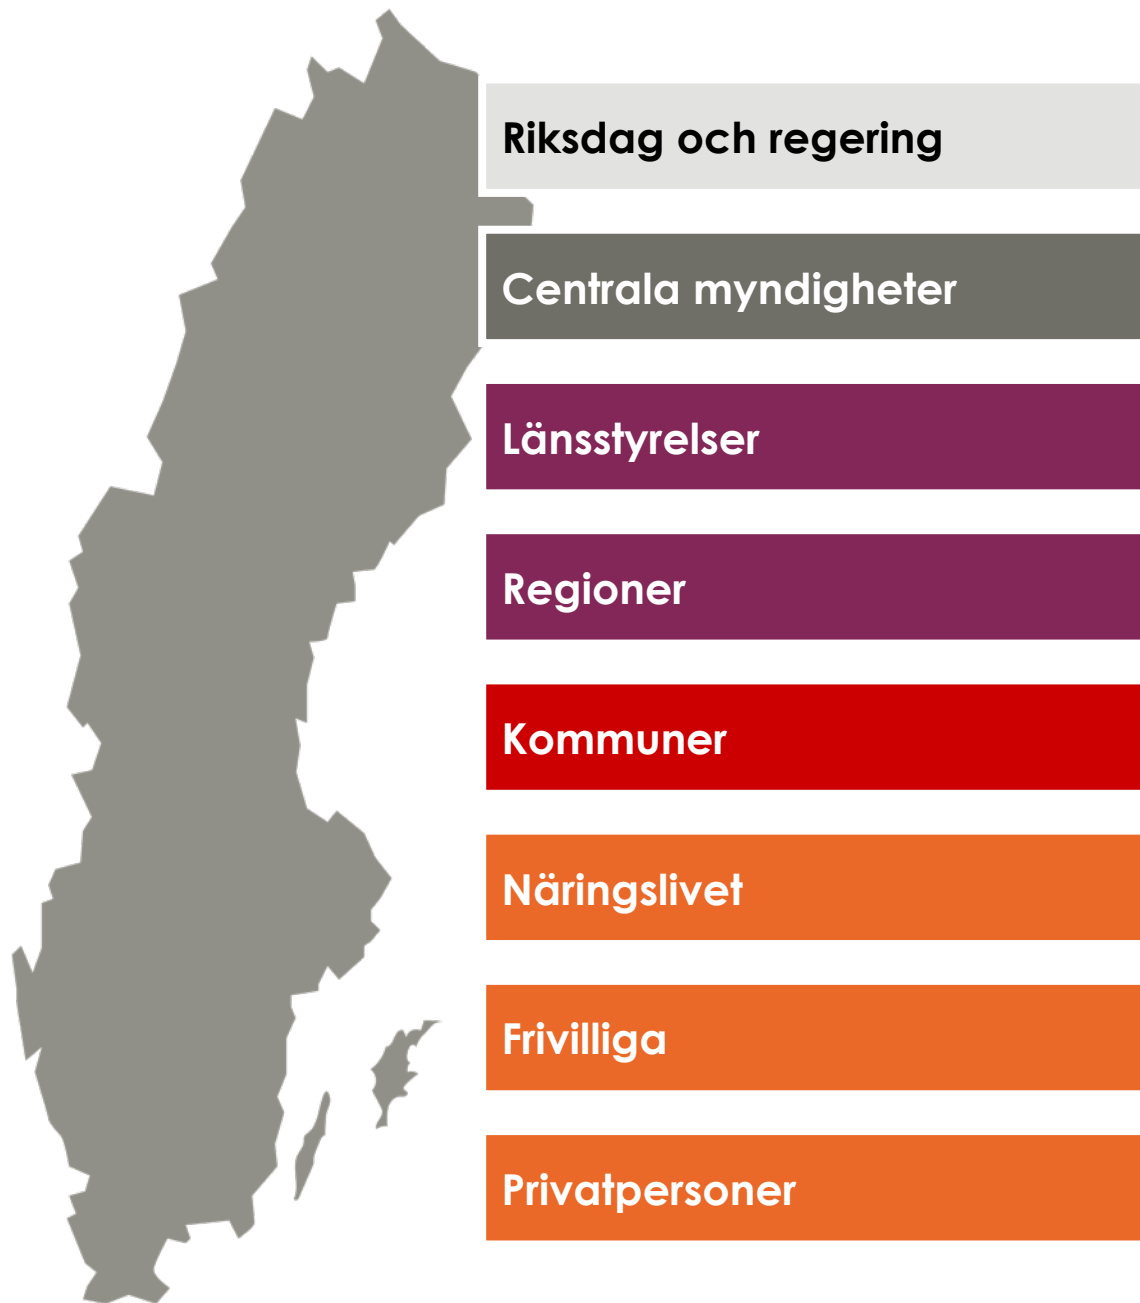 Riksdag och regering
Centrala myndigheter
Länsstyrelser
Regioner
Kommuner
Näringslivet
Frivilliga
Privatpersoner